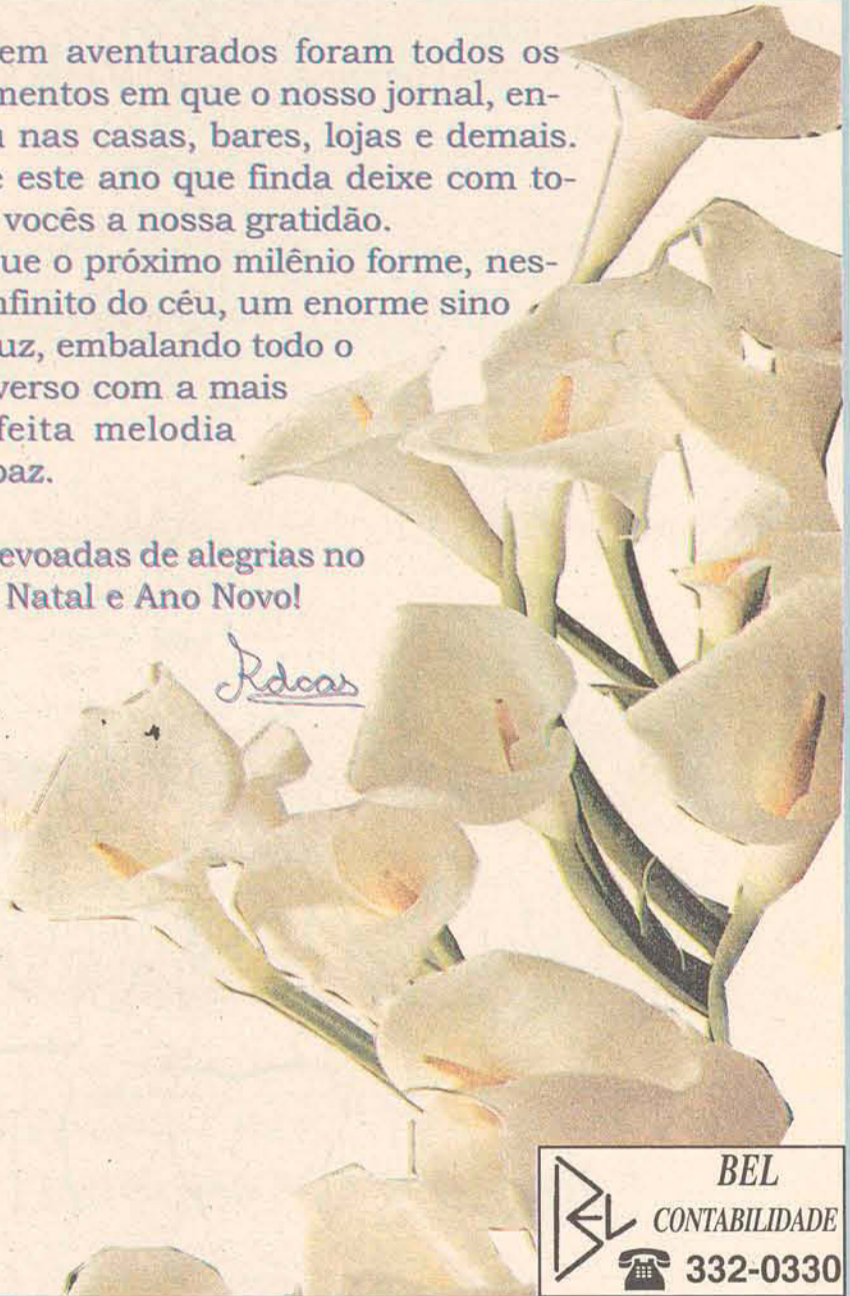 em aventurados foram todos os
mentos em que o nosso jornal, en-
u nas casas, bares, lojas e demais.
e este ano que finda deixe com to-
vocês a nossa gratidão.
ue o próximo milênio forme, nes-
nfinito do céu, um enorme sino
uz, embalando todo o
verso com a mais
feita melodia
paz.
evoadas de alegrias no
Natal e Ano Novo!
BEL
BEL
CONTABILIDADE
332-0330